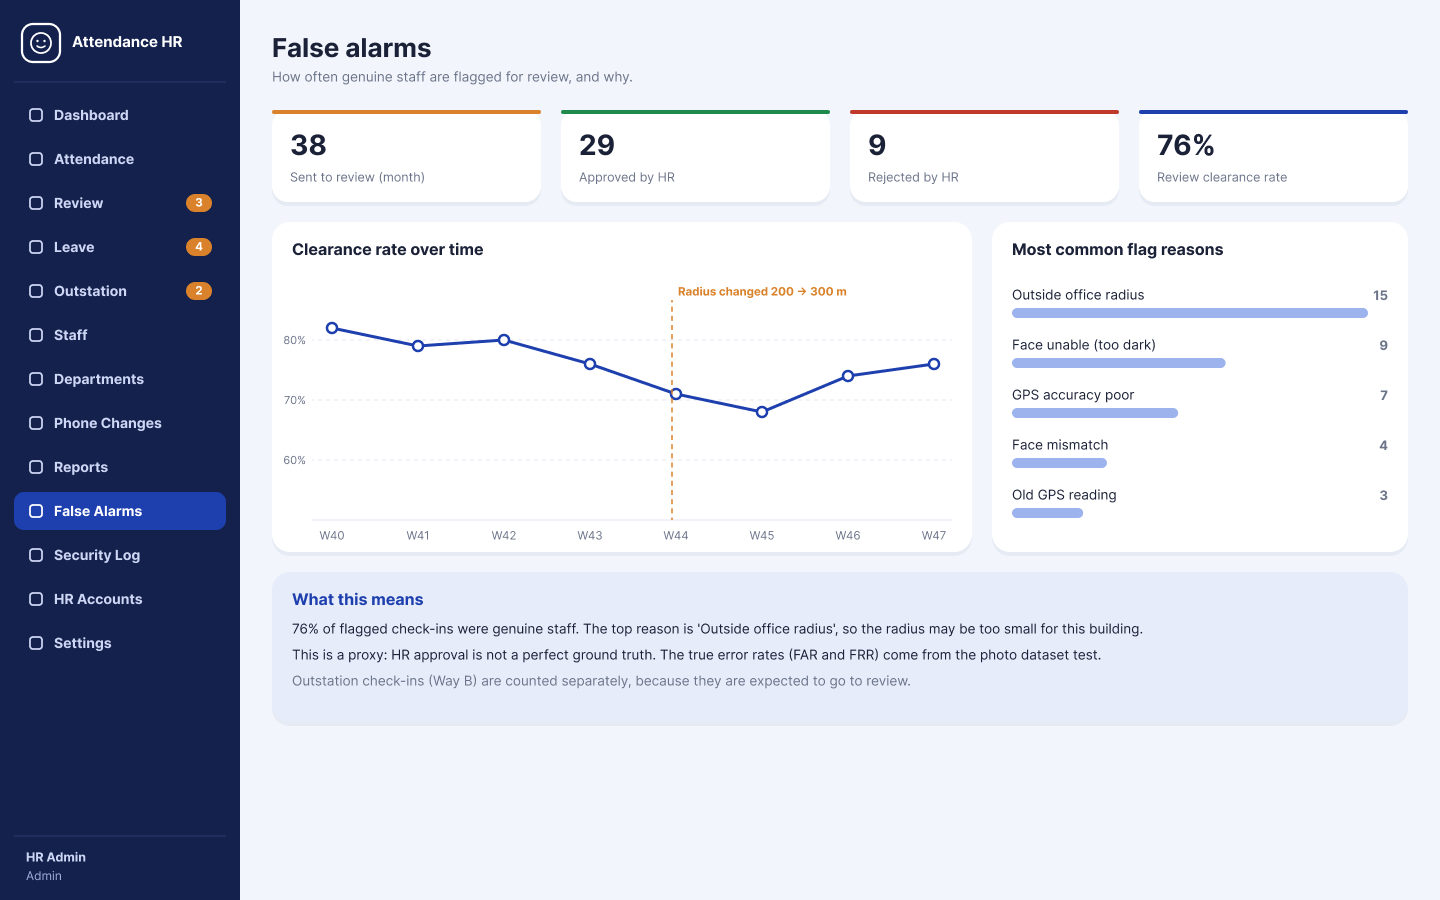 Attendance HR
Dashboard
Attendance
Review 3
Leave 4
Outstation 2
Staff
Departments
Phone Changes
Reports
False Alarms
Security Log
HR Accounts
Settings
HR Admin
Admin
False alarms
How often genuine staff are flagged for review, and why.
38
Sent to review (month)
29
Approved by HR
9
Rejected by HR
76%
Review clearance rate
Clearance rate over time
Radius changed 200 → 300 m
80%
70%
60%
W40 W41 W42 W43 W44 W45 W46 W47
Most common flag reasons
Outside office radius 15
Face unable (too dark) 9
GPS accuracy poor 7
Face mismatch 4
Old GPS reading 3
What this means
76% of flagged check-ins were genuine staff. The top reason is 'Outside office radius', so the radius may be too small for this building.
This is a proxy: HR approval is not a perfect ground truth. The true error rates (FAR and FRR) come from the photo dataset test.
Outstation check-ins (Way B) are counted separately, because they are expected to go to review.